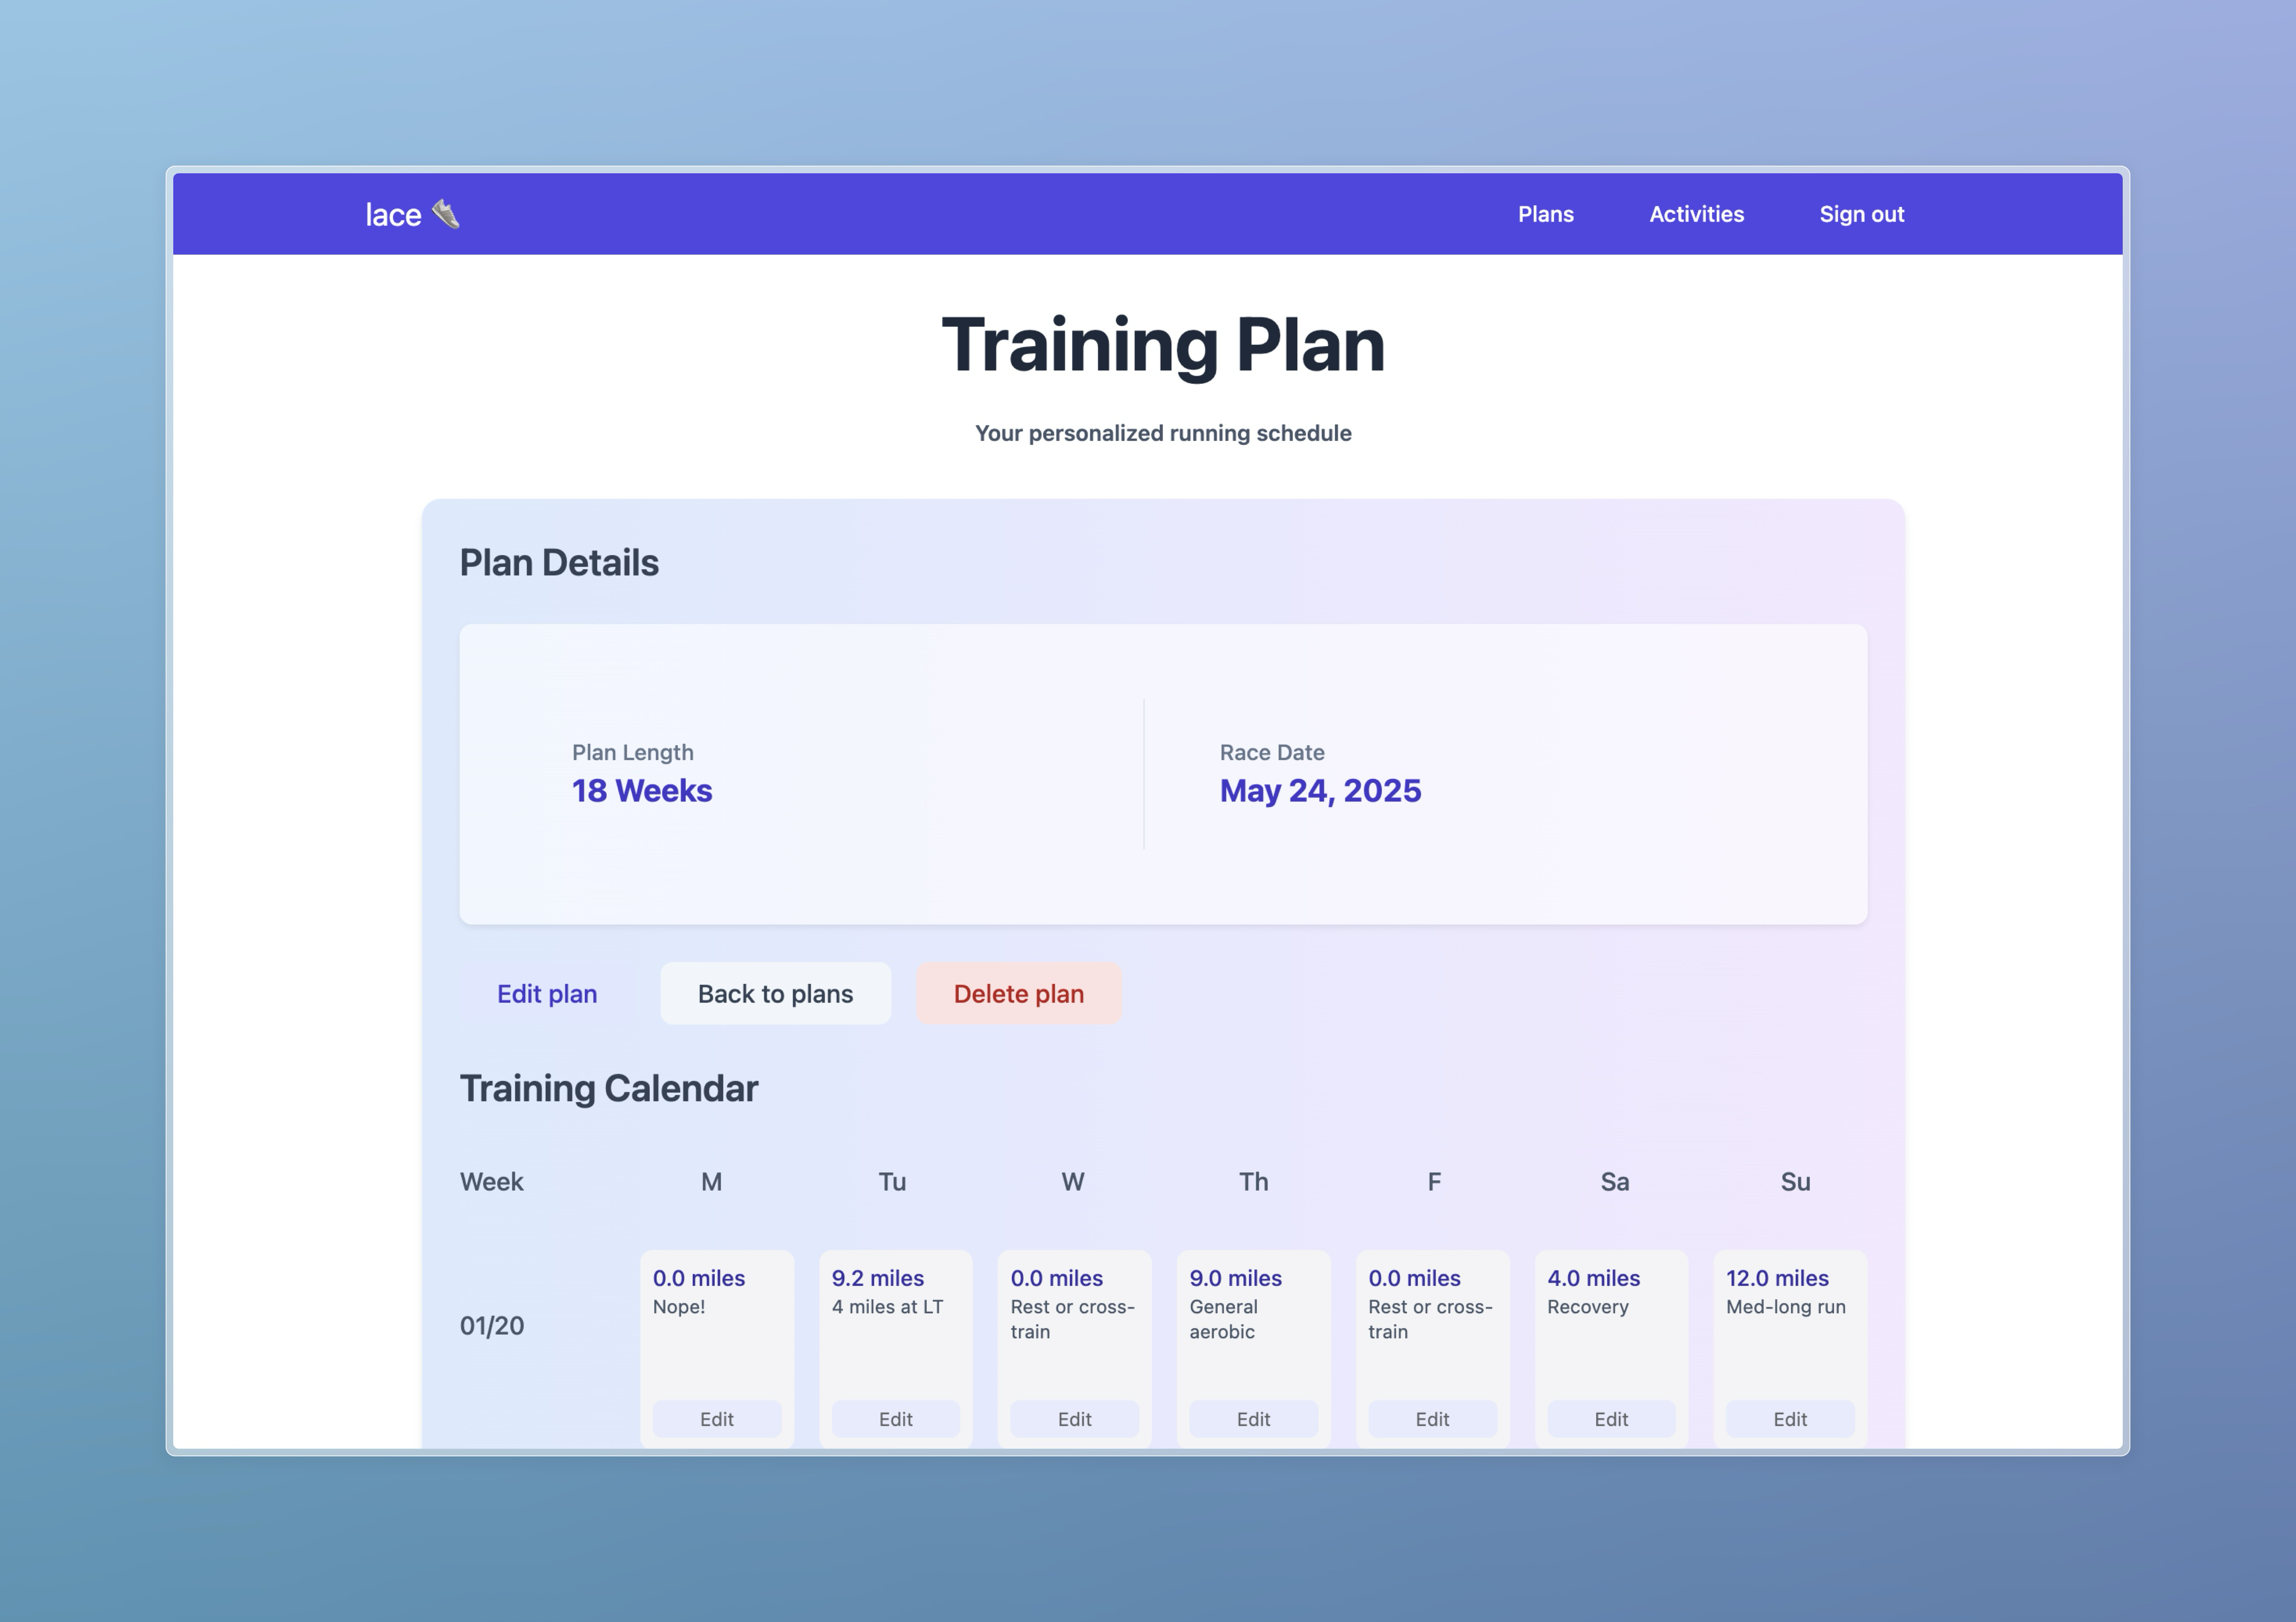 lace
Plans
Activities
Sign out
Training Plan
Your personalized running schedule
Plan Details
Plan Length
18 Weeks
Race Date
May 24, 2025
Edit plan
Back to plans
Delete plan
Training Calendar
Week
M
Tu
W
Th
F
Sa
Su
01/20
0.0 miles
Nope!
Edit
9.2 miles
4 miles at LT
Edit
0.0 miles
Rest or cross-
train
Edit
9.0 miles
General
aerobic
Edit
0.0 miles
Rest or cross-
train
Edit
4.0 miles
Recovery
Edit
12.0 miles
Med-long run
Edit